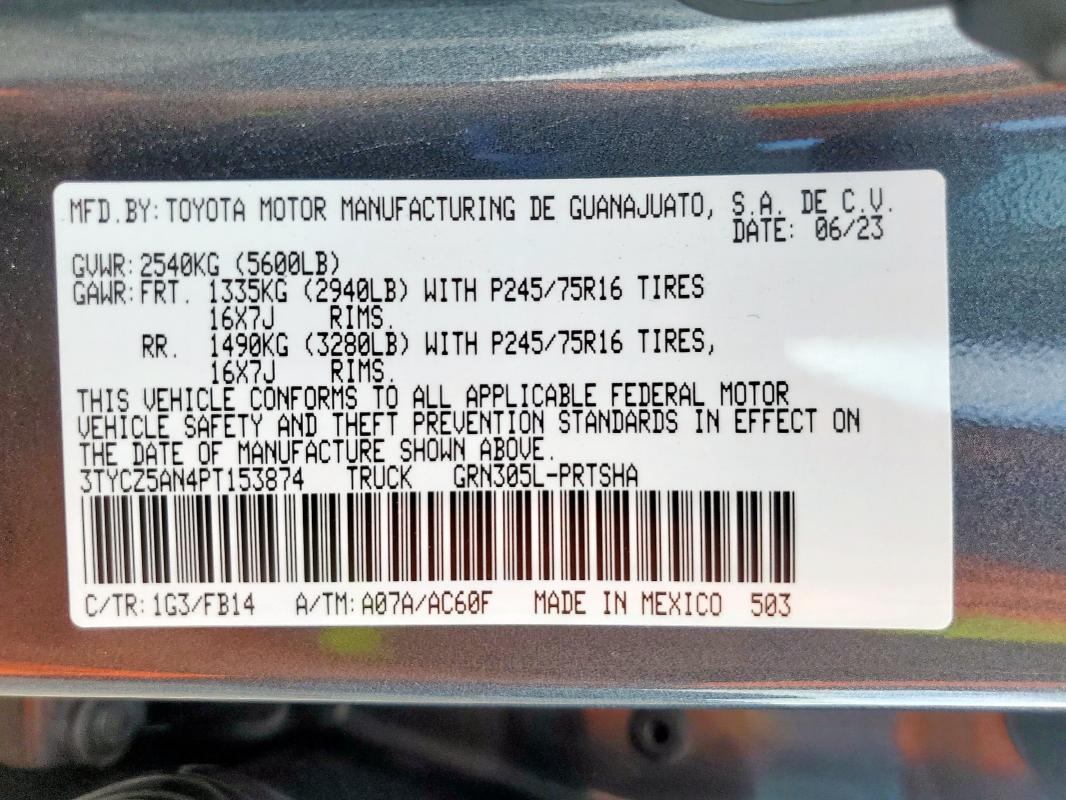 MFD.BY: TOYOTA MOTOR MANUFACTURING DE GUANAJUATO, S.A. DE C.V.
DATE: 06/23
GVWR: 2540KG (5600LB)
GAWR: FRT. 1335KG (2940LB) WITH P245/75R16 TIRES
16X7J RIMS.
RR. 1490KG (3280LB) WITH P245/75R16 TIRES,
16X7J RIMS.
THIS VEHICLE CONFORMS TO ALL APPLICABLE FEDERAL MOTOR
VEHICLE SAFETY AND THEFT PREVENTION STANDARDS IN EFFECT ON
THE DATE OF MANUFACTURE SHOWN ABOVE.
3TYCZ5AN4PT153874 TRUCK GRN305L-PRTSHA
C/TR: 1G3/FB14 A/TM: A07A/AC60F MADE IN MEXICO 503